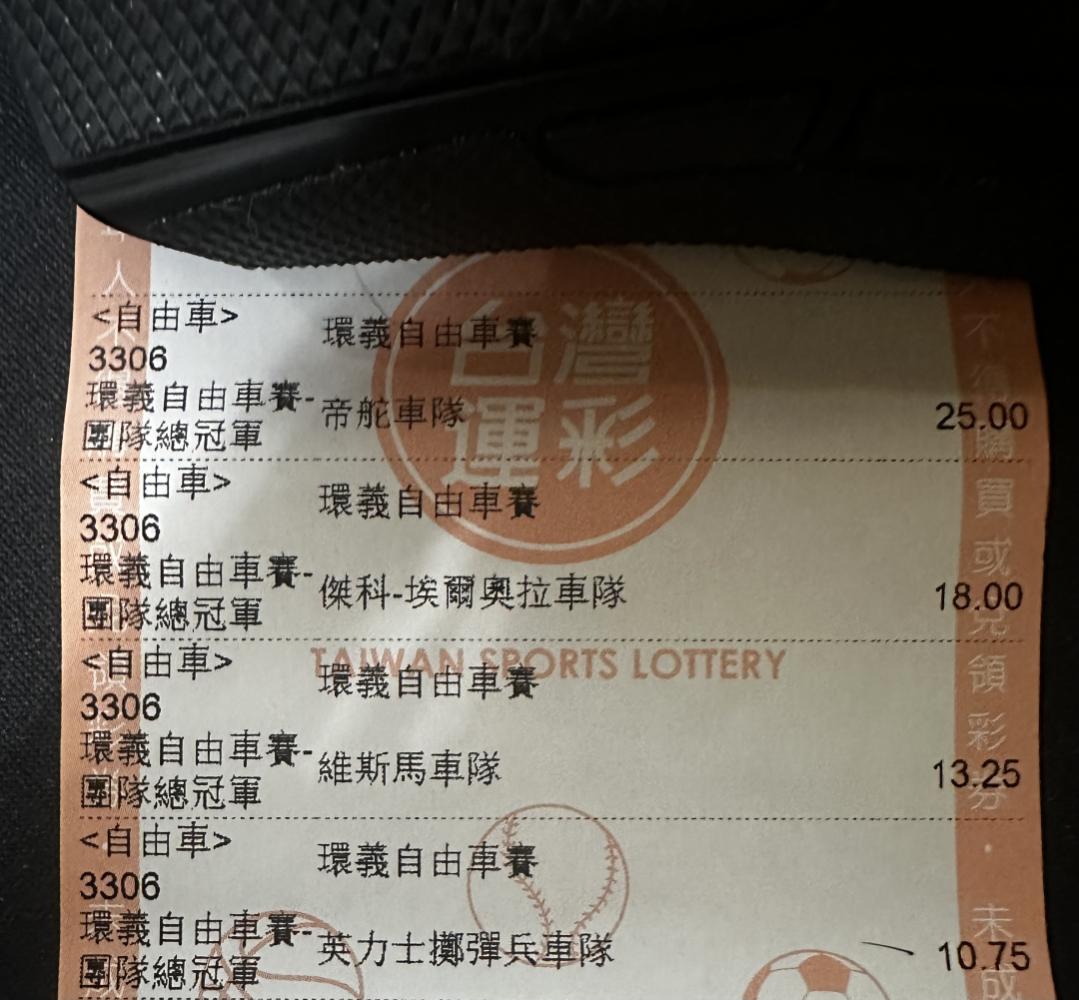 <自由車>
環義自由車賽
3306
環義自由車賽-
團隊總冠軍
帝舵車隊
25.00
<自由車>
環義自由車賽
3306
環義自由車賽-
團隊總冠軍
傑科-埃爾奧拉車隊
18.00
<自由車>
環義自由車賽
3306
環義自由車賽-
團隊總冠軍
維斯馬車隊
13.25
<自由車>
環義自由車賽
3306
環義自由車賽-
團隊總冠軍
英力士擲彈兵車隊
10.75
台灣
運彩
TAIWAN SPORTS LOTTERY
不得購買或兌領彩券.未成